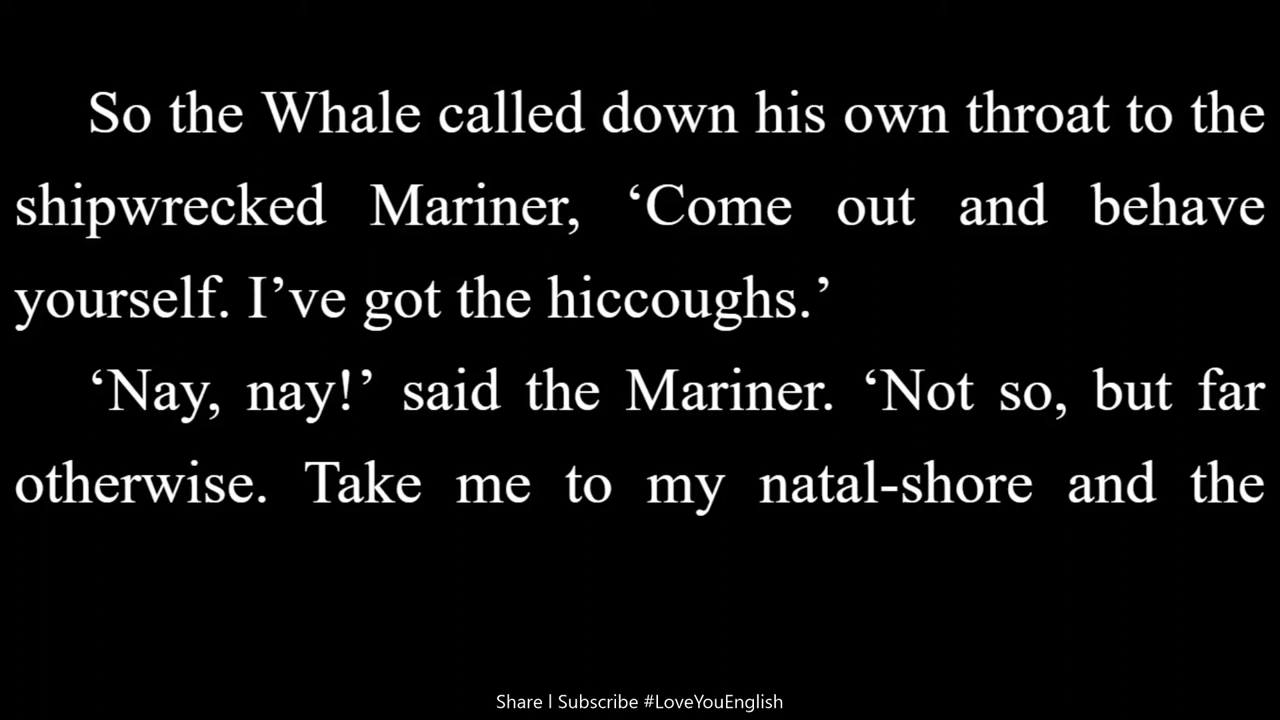 So the Whale called down his own throat to the
shipwrecked Mariner, ‘Come out and behave
yourself. I’ve got the hiccoughs.’
‘Nay, nay!’ said the Mariner. ‘Not so, but far
otherwise. Take me to my natal-shore and the
Share l Subscribe #LoveYouEnglish